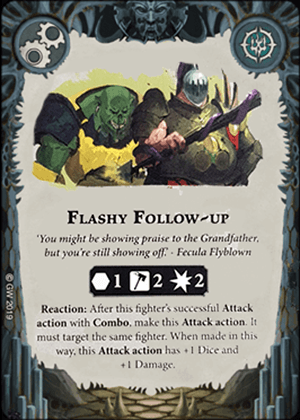 Flashy Follow-up
'You might be showing praise to the Grandfather,
but you're still showing off.' - Fecula Flyblown
1 2 2
Reaction: After this fighter's successful Attack
action with Combo, make this Attack action. It
must target the same fighter. When made in this
way, this Attack action has +1 Dice and
+1 Damage.
© GW 2019